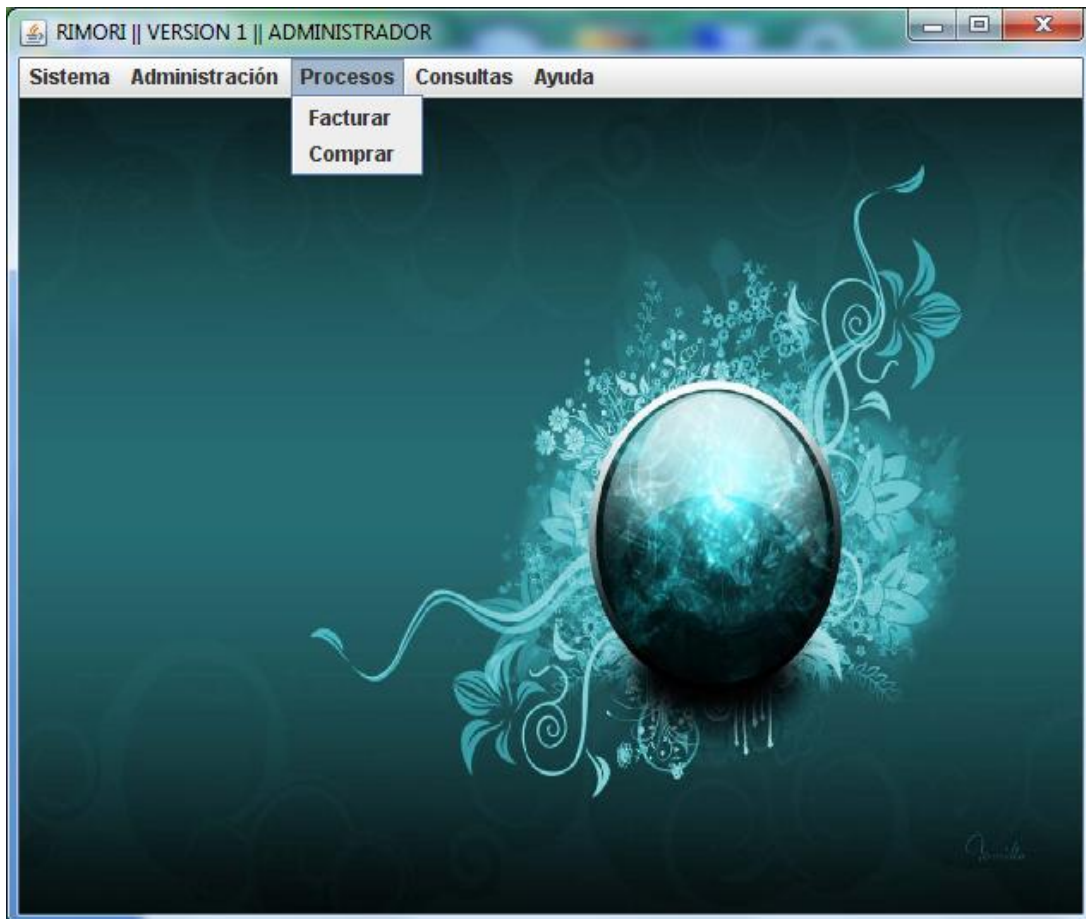 RIMORI || VERSION 1 || ADMINISTRADOR
Sistema Administración Procesos Consultas Ayuda
Facturar
Comprar